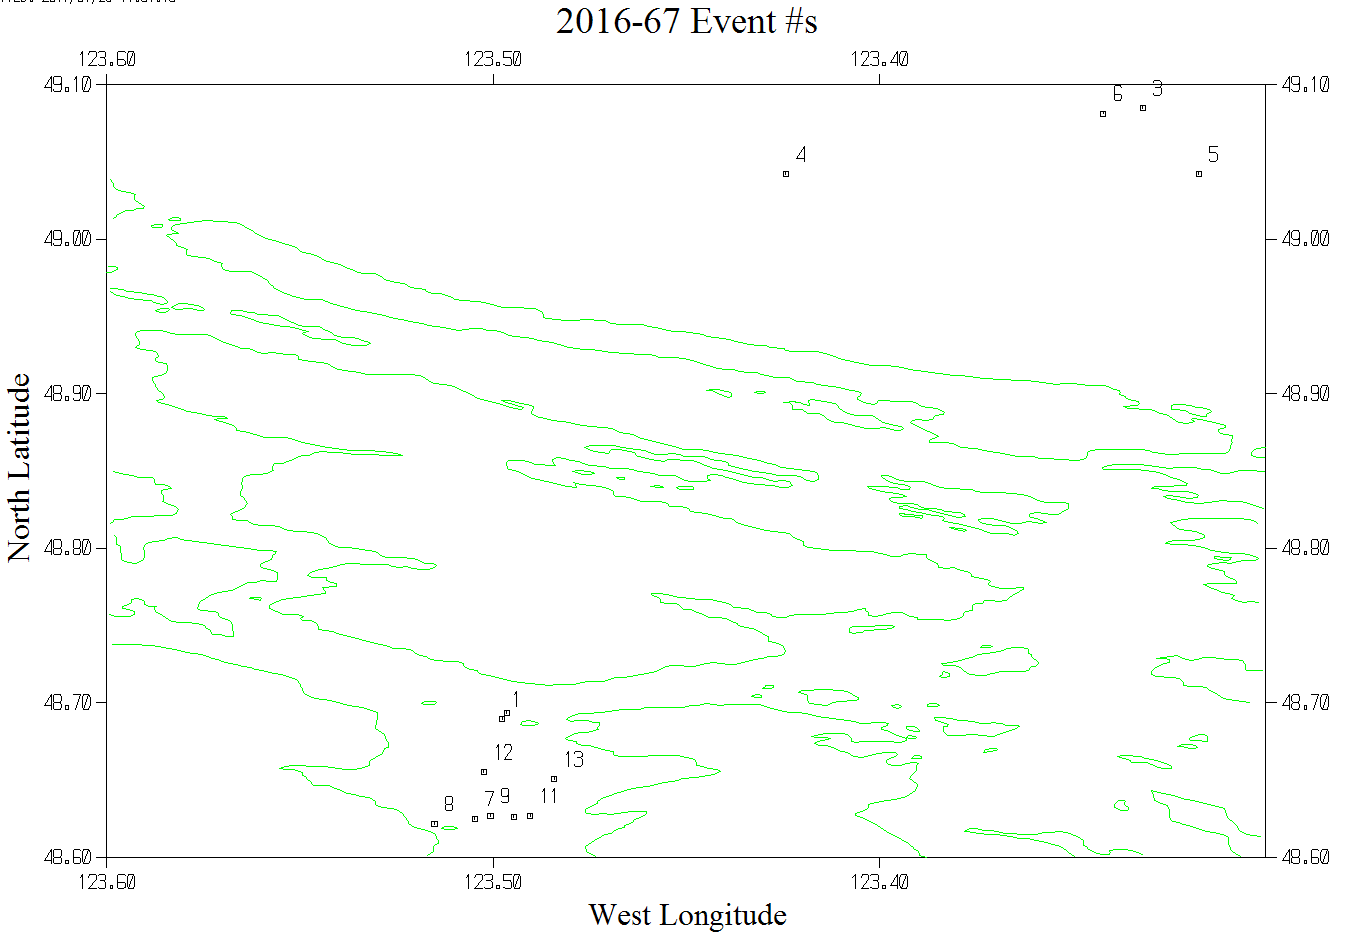 2016-67 Event #s
123.60 123.50 123.40
49.10 49.10
6 3
4 5
49.00 49.00
48.90 48.90
North Latitude
48.80 48.80
48.70 48.70
1
12 13
8 7 9 11
48.60 48.60
123.60 123.50 123.40
West Longitude